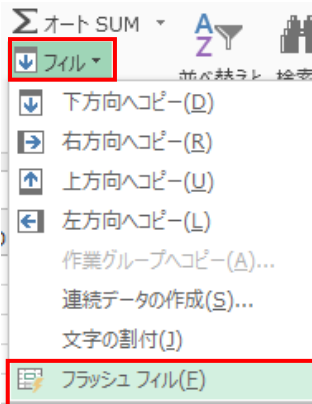 Σ オート SUM
A
Z
フィル
並べ替えと 検索
下方向へコピー(D)
右方向へコピー(R)
上方向へコピー(U)
左方向へコピー(L)
作業グループへコピー(A)...
連続データの作成(S)...
文字の割付(J)
フラッシュ フィル(F)